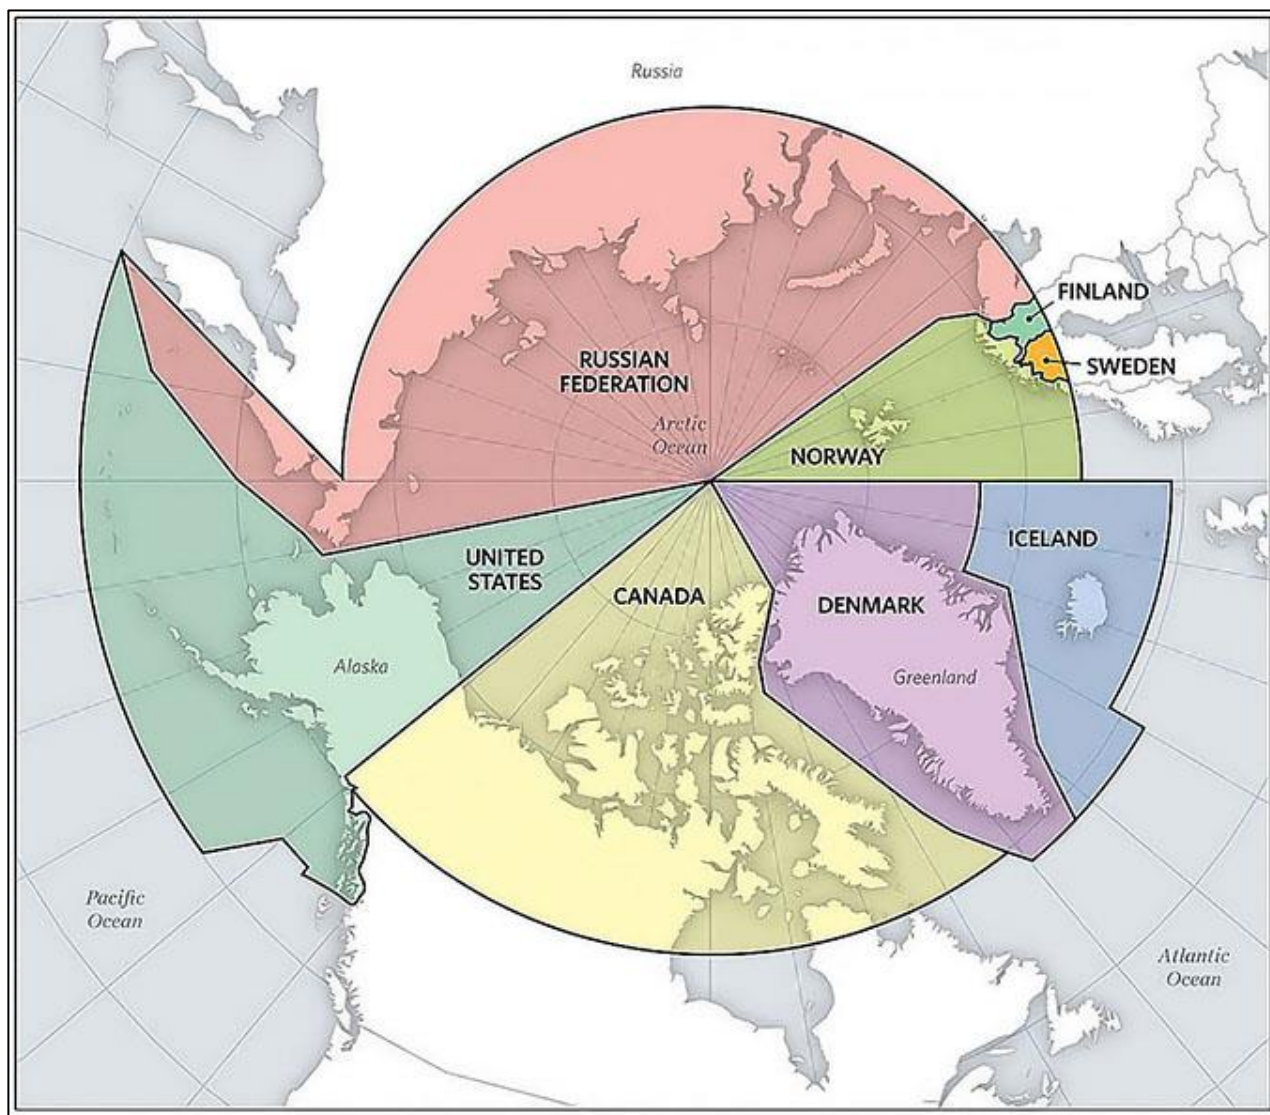 Russia
FINLAND
SWEDEN
RUSSIAN
FEDERATION
Arctic
Ocean
NORWAY
ICELAND
UNITED
STATES
CANADA
DENMARK
Alaska
Greenland
Pacific
Ocean
Atlantic
Ocean